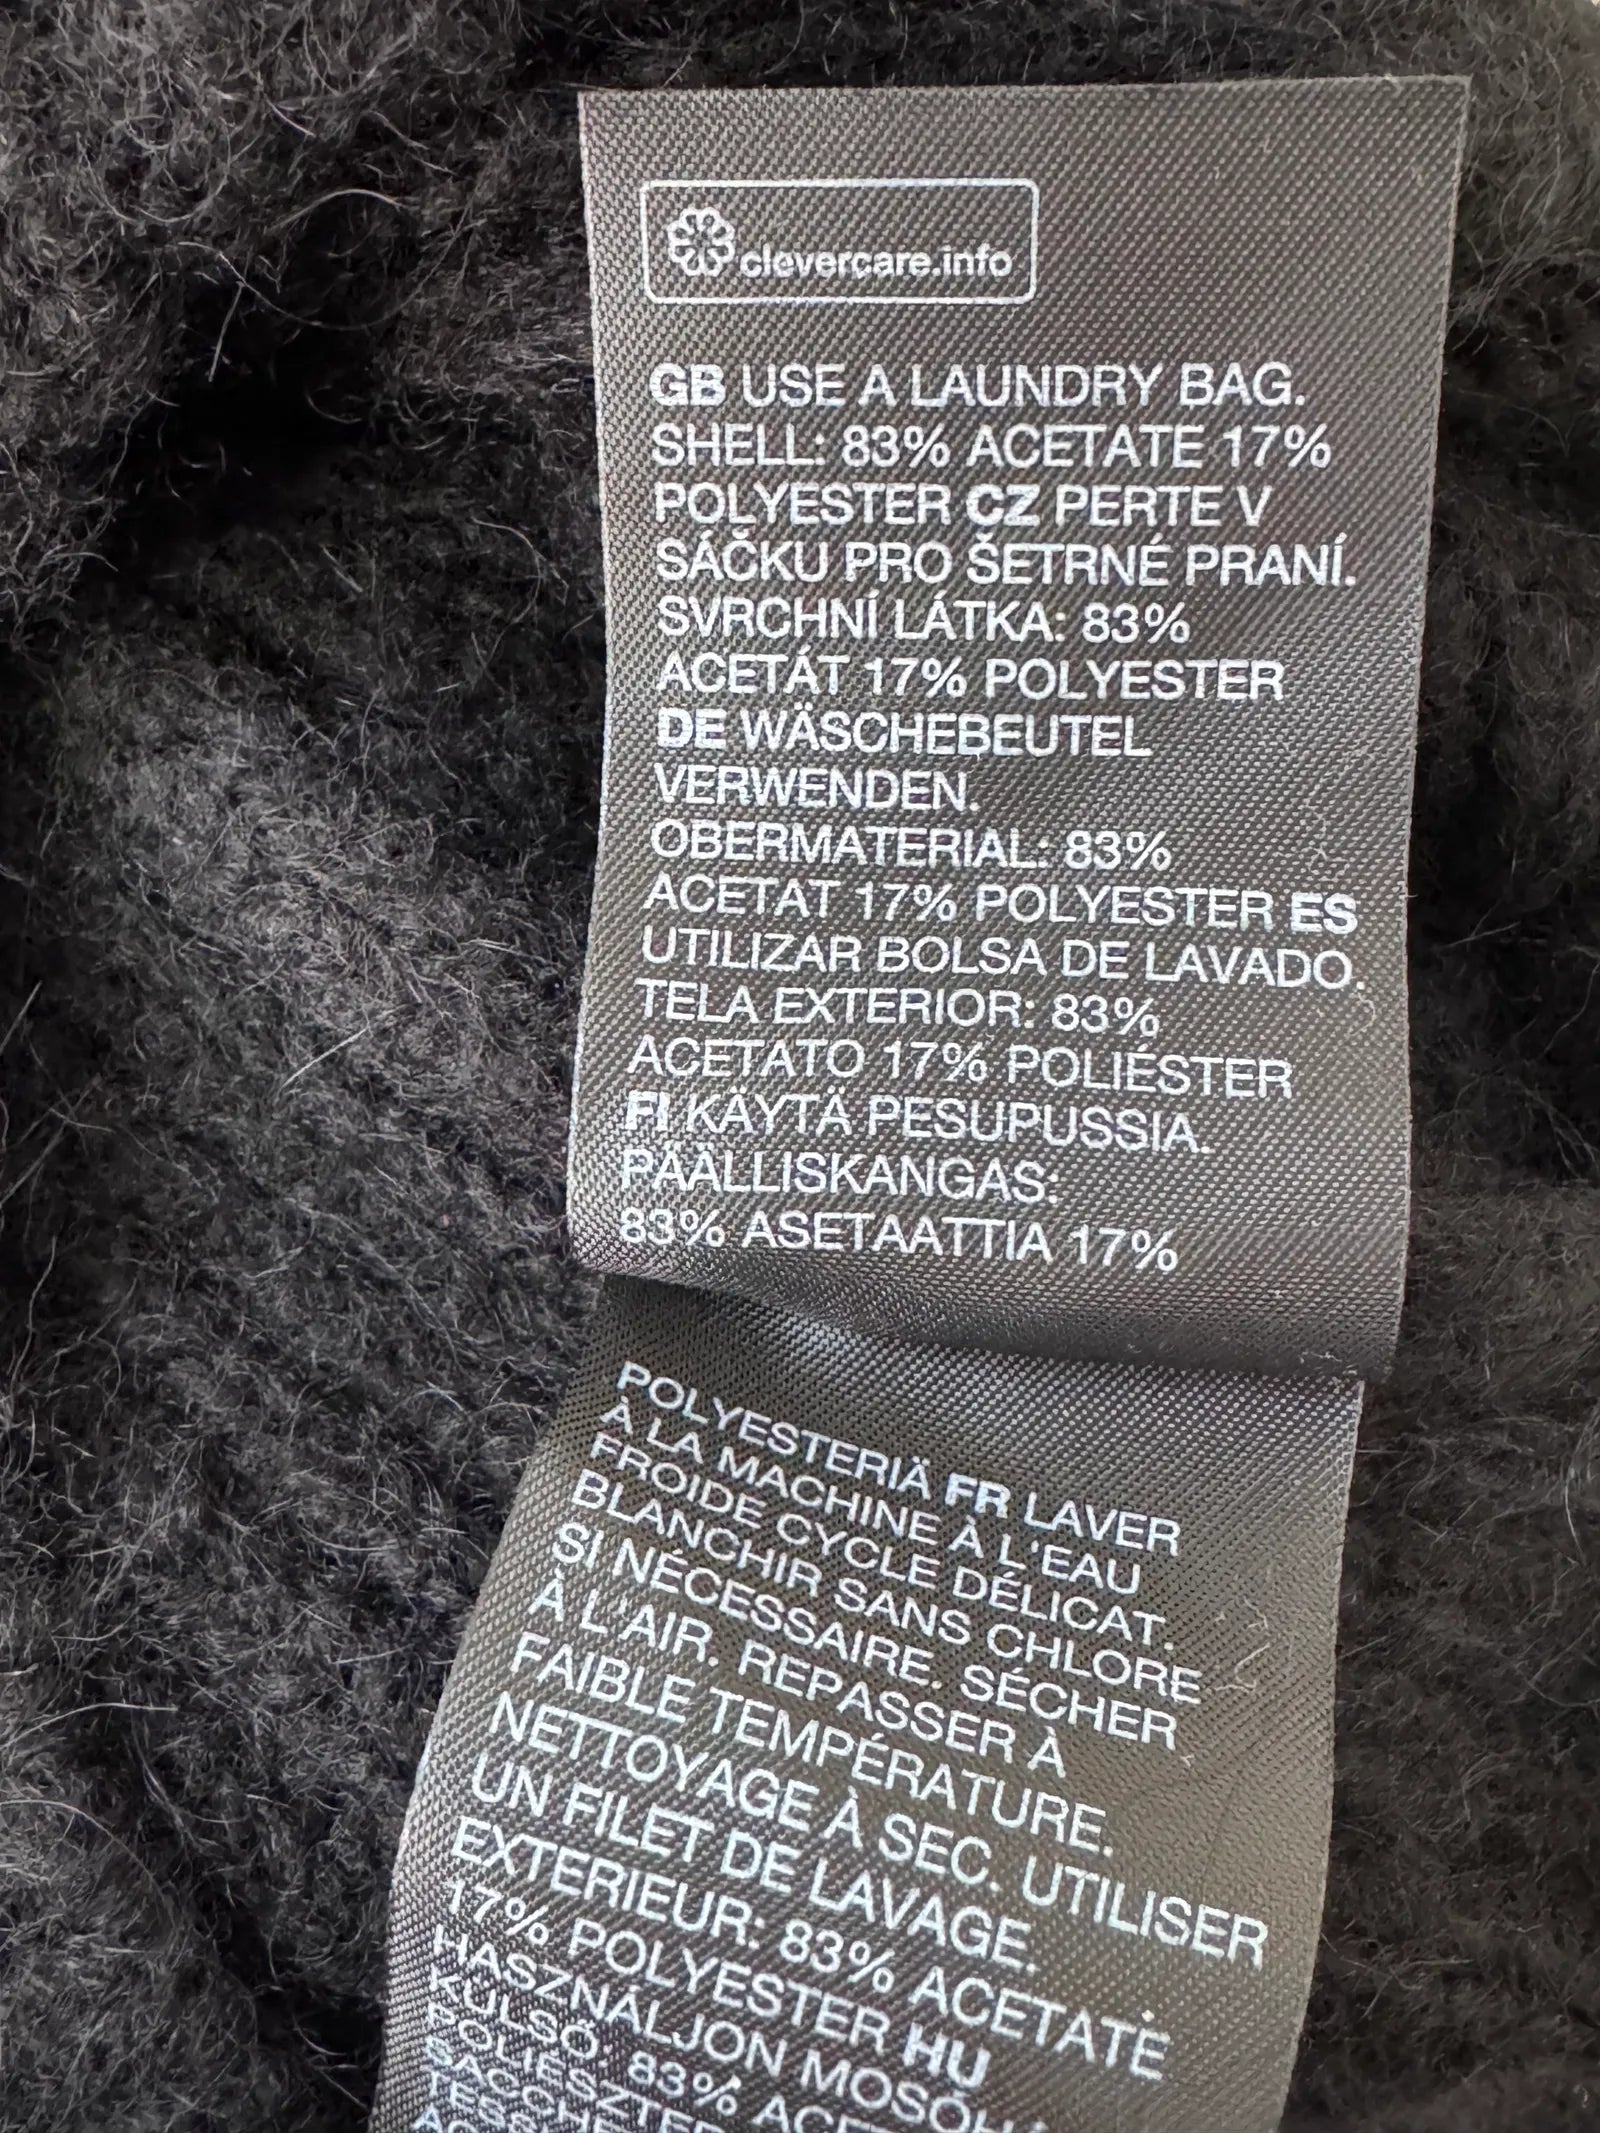 clevercare.info
GB USE A LAUNDRY BAG.
SHELL: 83% ACETATE 17%
POLYESTER CZ PERTE V
SÁČKU PRO ŠETRNÉ PRANÍ.
SVRCHNÍ LÁTKA: 83%
ACETÁT 17% POLYESTER
DE WÄSCHEBEUTEL
VERWENDEN.
OBERMATERIAL: 83%
ACETAT 17% POLYESTER ES
UTILIZAR BOLSA DE LAVADO.
TELA EXTERIOR: 83%
ACETATO 17% POLIÉSTER
FI KÄYTÄ PESUPUSSIA.
PÄÄLLISKANGAS:
83% ASETAATTIA 17%
POLYESTERIÄ FR LAVER
À LA MACHINE À L'EAU
FROIDE CYCLE DÉLICAT.
BLANCHIR SANS CHLORE
SI NÉCESSAIRE. SÉCHER
À L'AIR. REPASSER À
FAIBLE TEMPÉRATURE.
NETTOYAGE À SEC. UTILISER
UN FILET DE LAVAGE.
EXTERIEUR: 83% ACETATE
17% POLYESTER HU
HASZNÁLJON
KÜLSŐ: 83%